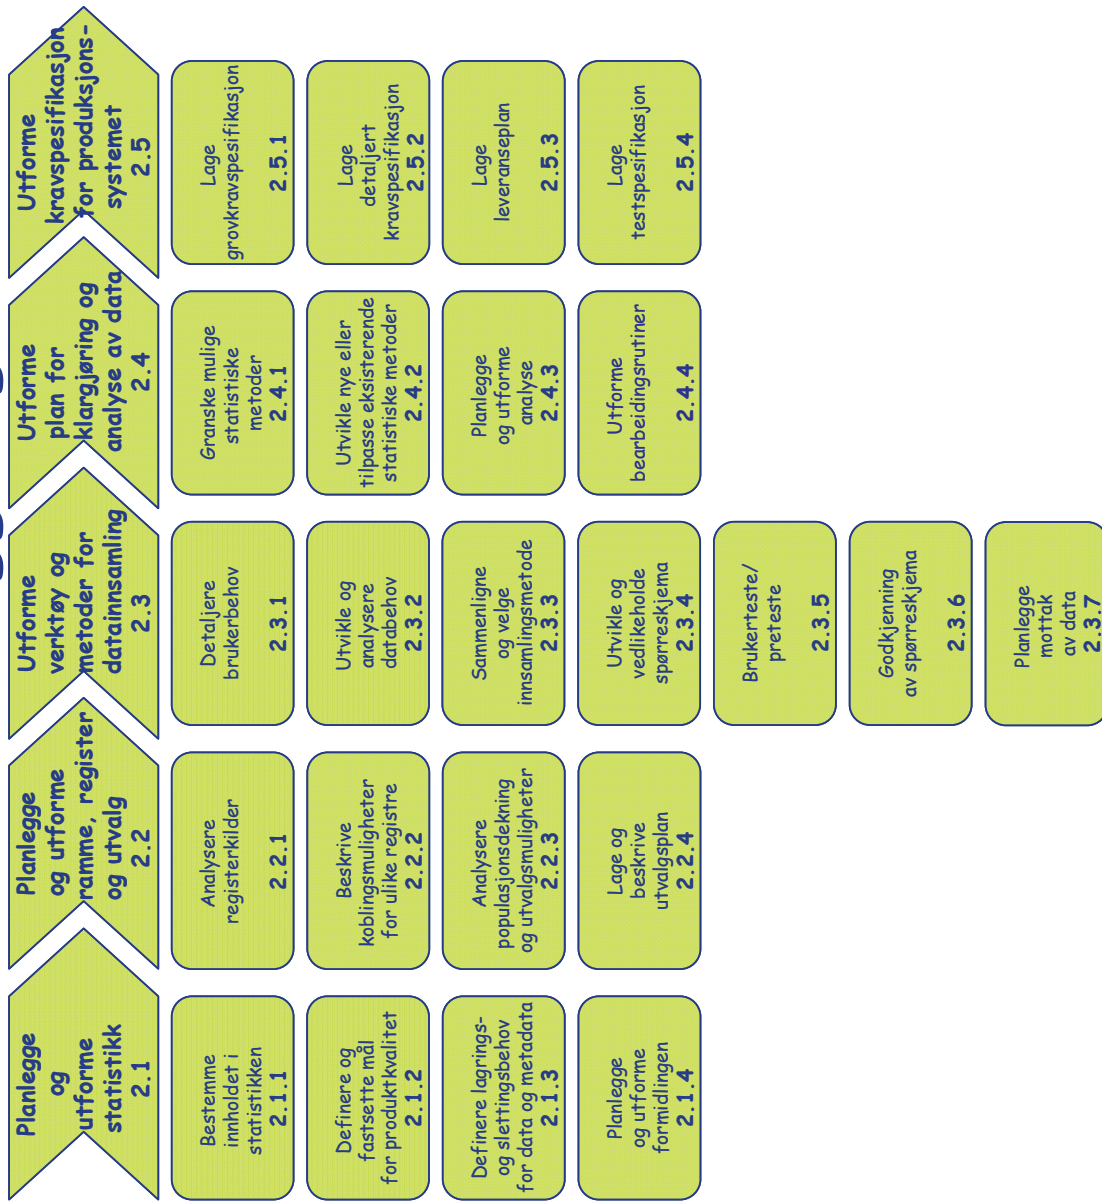 Planlegge
og
utforme
statistikk
2.1
Bestemme
innholdet i
statistikken
2.1.1
Definere og
fastsette mål
for produktkvalitet
2.1.2
Definere lagrings-
og slettingsbehov
for data og metadata
2.1.3
Planlegge
og utforme
formidlingen
2.1.4
Planlegge
og utforme
ramme, register
og utvalg
2.2
Analysere
registerkilder
2.2.1
Beskrive
koblingsmuligheter
for ulike registre
2.2.2
Analysere
populasjonsdekning
og utvalgsmuligheter
2.2.3
Lage og
beskrive
utvalgsplan
2.2.4
Utforme
verktøy og
metoder for
datainnsamling
2.3
Detaljere
brukerbehov
2.3.1
Utvikle og
analysere
databehov
2.3.2
Sammenligne
og velge
innsamlingsmetode
2.3.3
Utvikle og
vedlikeholde
spørreskjema
2.3.4
Brukerteste/
preteste
2.3.5
Godkjenning
av spørreskjema
2.3.6
Planlegge
mottak
av data
2.3.7
Utforme
plan for
klargjøring og
analyse av data
2.4
Granske mulige
statistiske
metoder
2.4.1
Utvikle nye eller
tilpasse eksisterende
statistiske metoder
2.4.2
Planlegge
og utforme
analyse
2.4.3
Utforme
bearbeidingsrutiner
2.4.4
Utforme
kravspesifikasjon
for produksjons-
systemet
2.5
Lage
grovkravspesifikasjon
2.5.1
Lage
detaljert
kravspesifikasjon
2.5.2
Lage
leveranseplan
2.5.3
Lage
testspesifikasjon
2.5.4